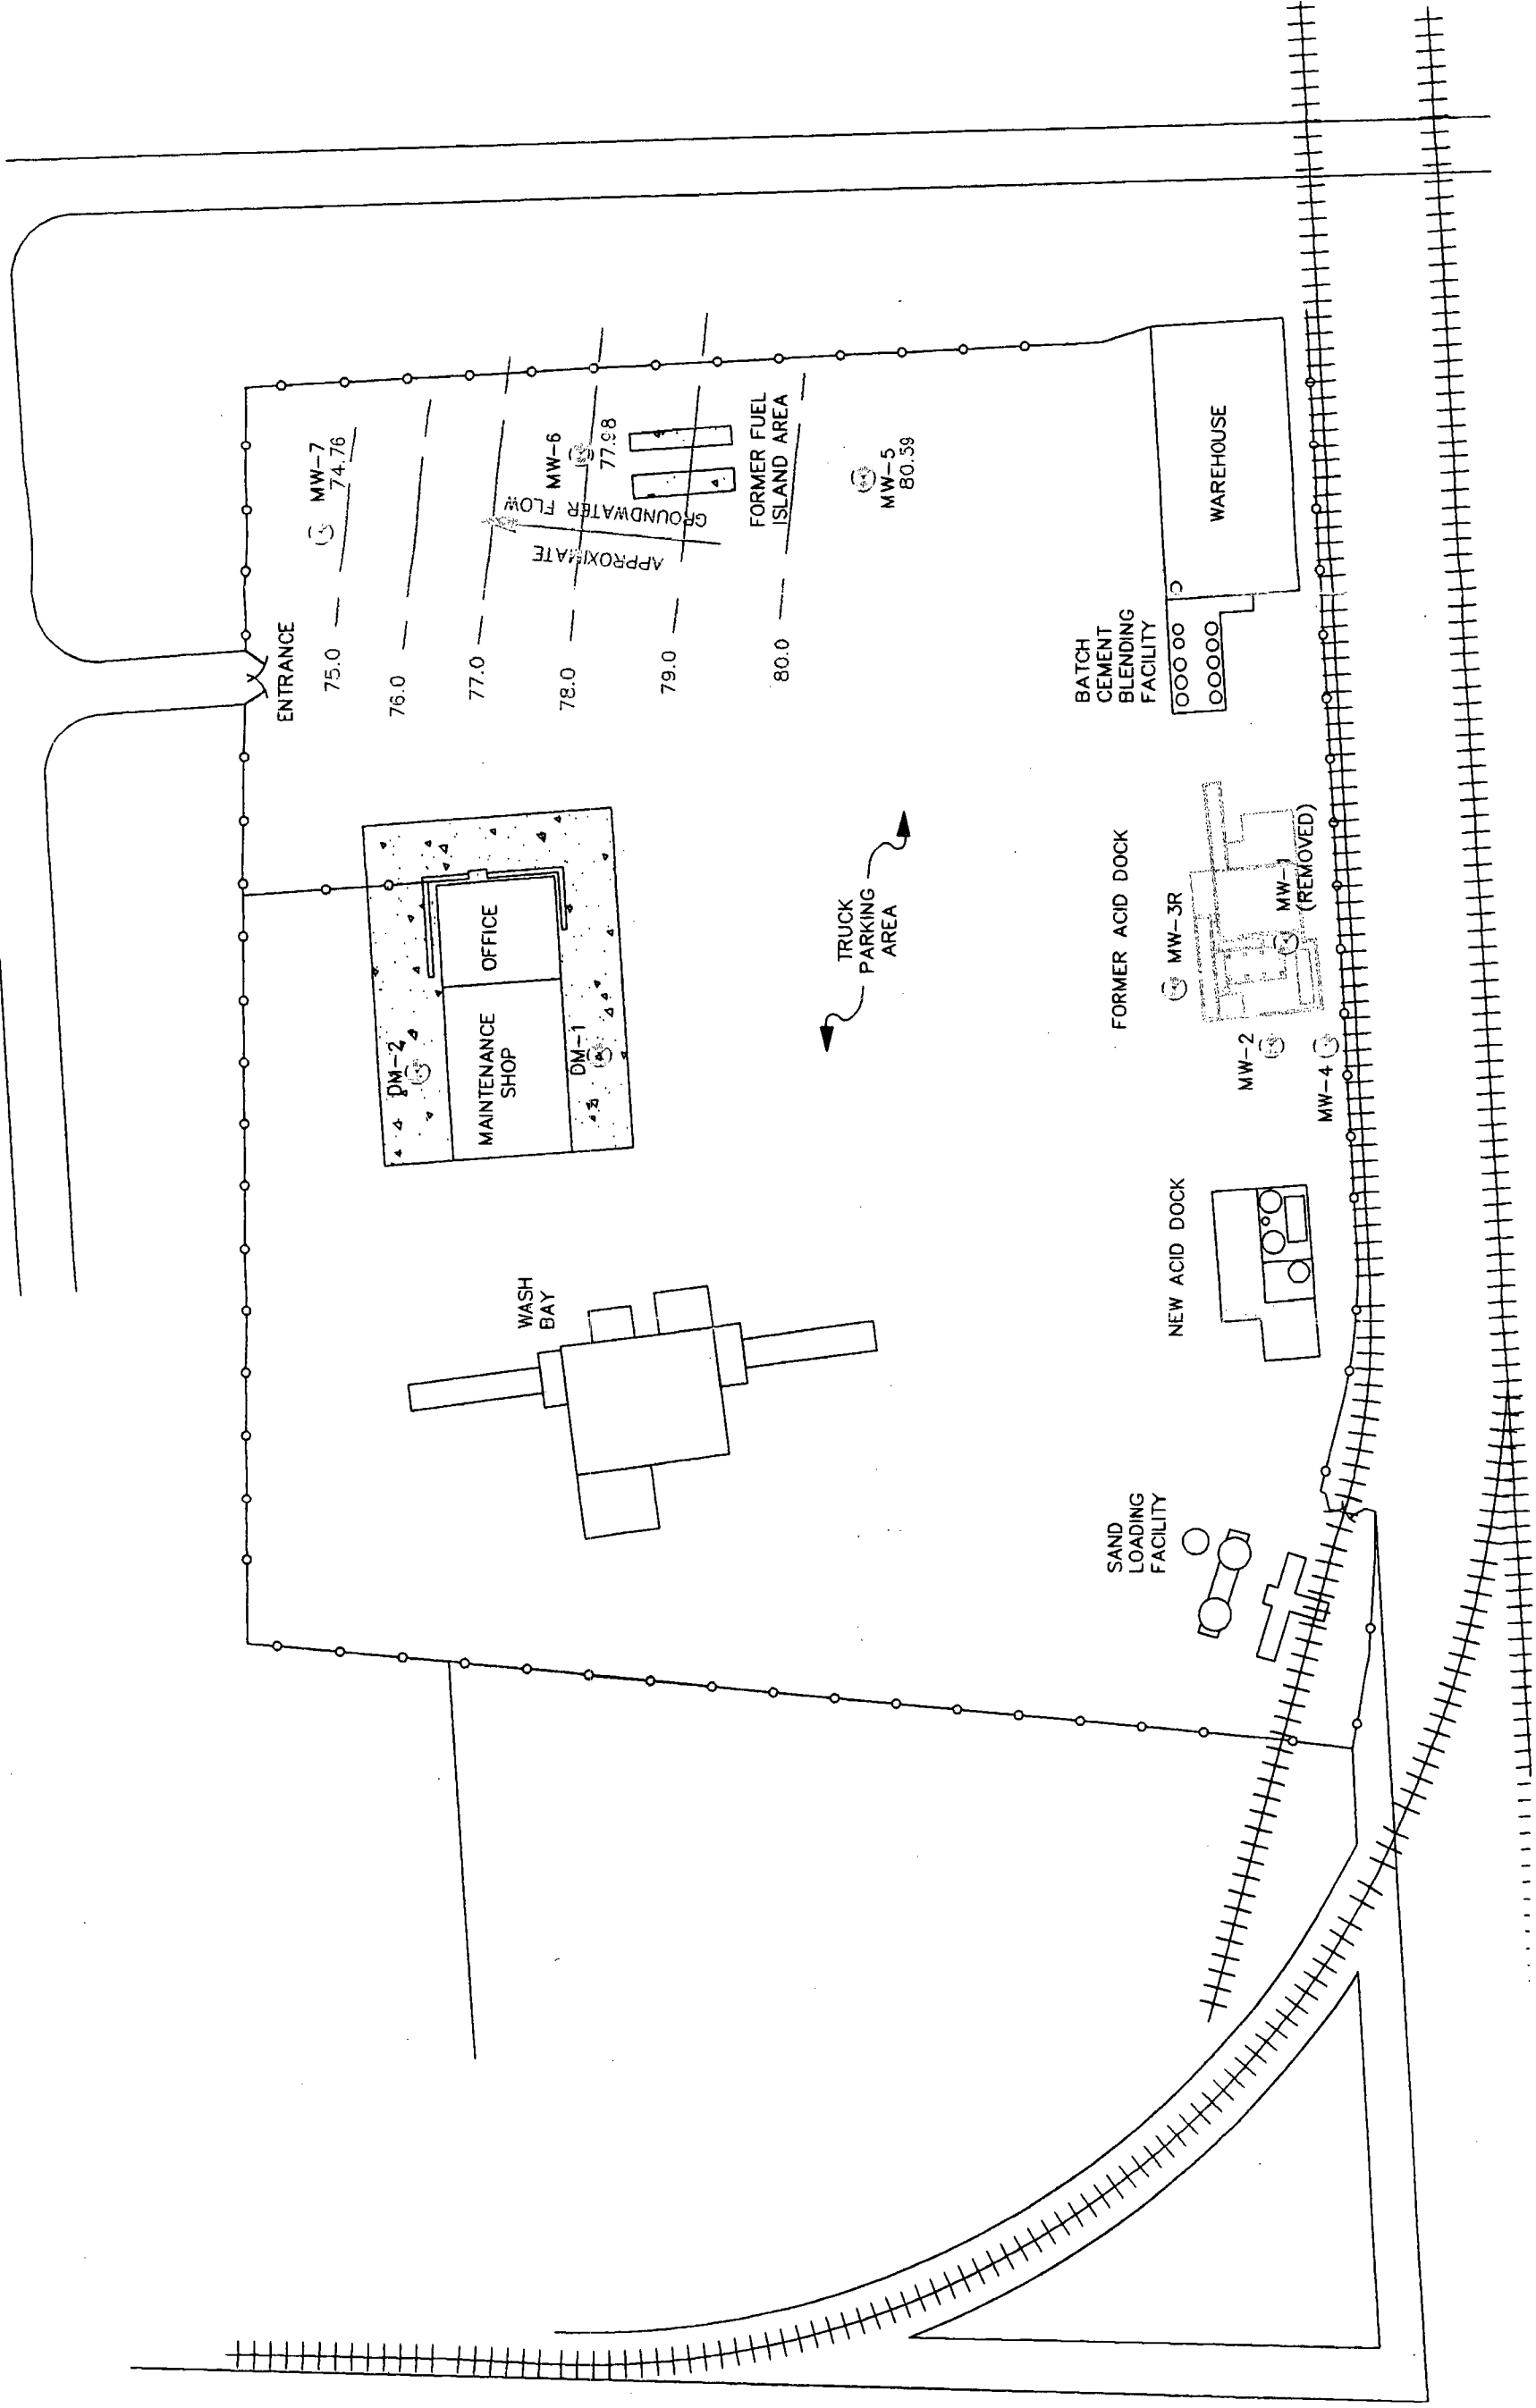 ENTRANCE
MW-7
74.76
75.0
76.0
77.0
78.0
79.0
80.0
MW-6
77.98
APPROXIMATE
GROUNDWATER FLOW
FORMER FUEL
ISLAND AREA
MW-5
80.59
WAREHOUSE
BATCH
CEMENT
BLENDING
FACILITY
OFFICE
MAINTENANCE
SHOP
DM-2
DM-1
TRUCK
PARKING
AREA
FORMER ACID DOCK
MW-3R
MW-1
(REMOVED)
MW-2
MW-4
WASH
BAY
NEW ACID DOCK
SAND
LOADING
FACILITY